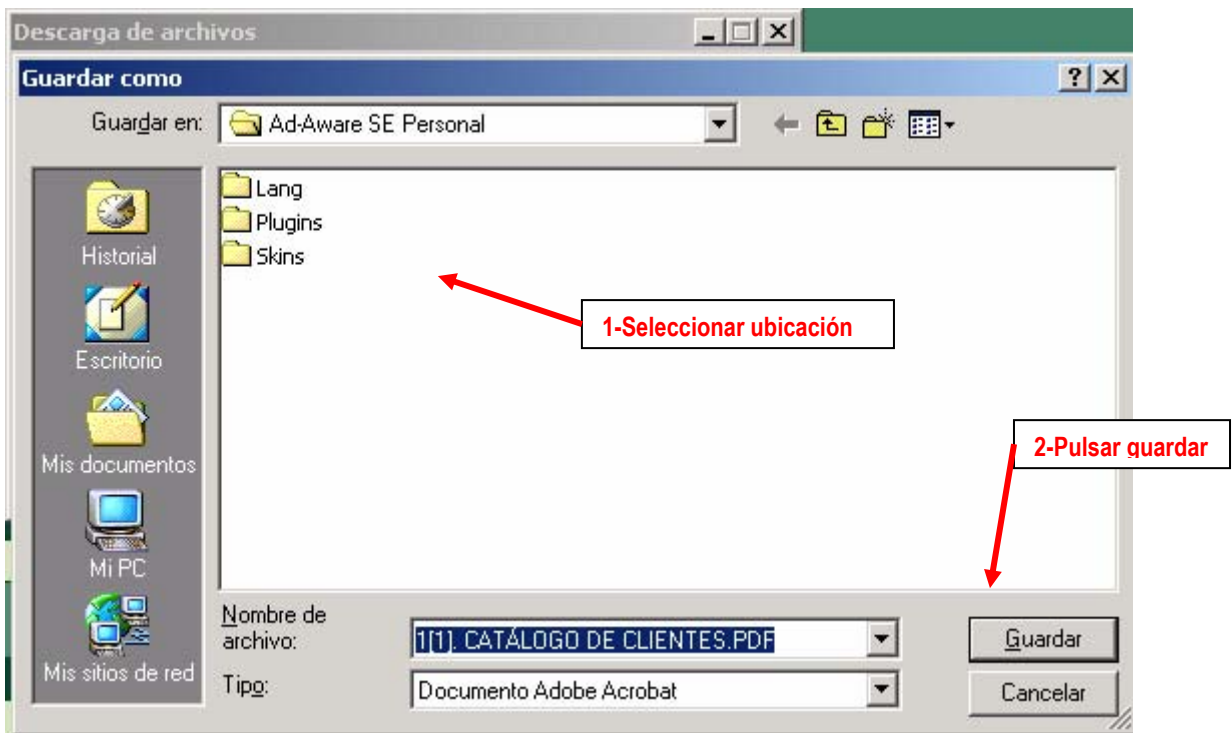 Descarga de archivos
Guardar como
Guardar en: Ad-Aware SE Personal
Lang
Plugins
Skins
Historial
1-Seleccionar ubicación
Escritorio
2-Pulsar guardar
Mis documentos
Mi PC
Nombre de
archivo: 1[1]. CATÁLOGO DE CLIENTES.PDF Guardar
Mis sitios de red
Tipo: Documento Adobe Acrobat Cancelar